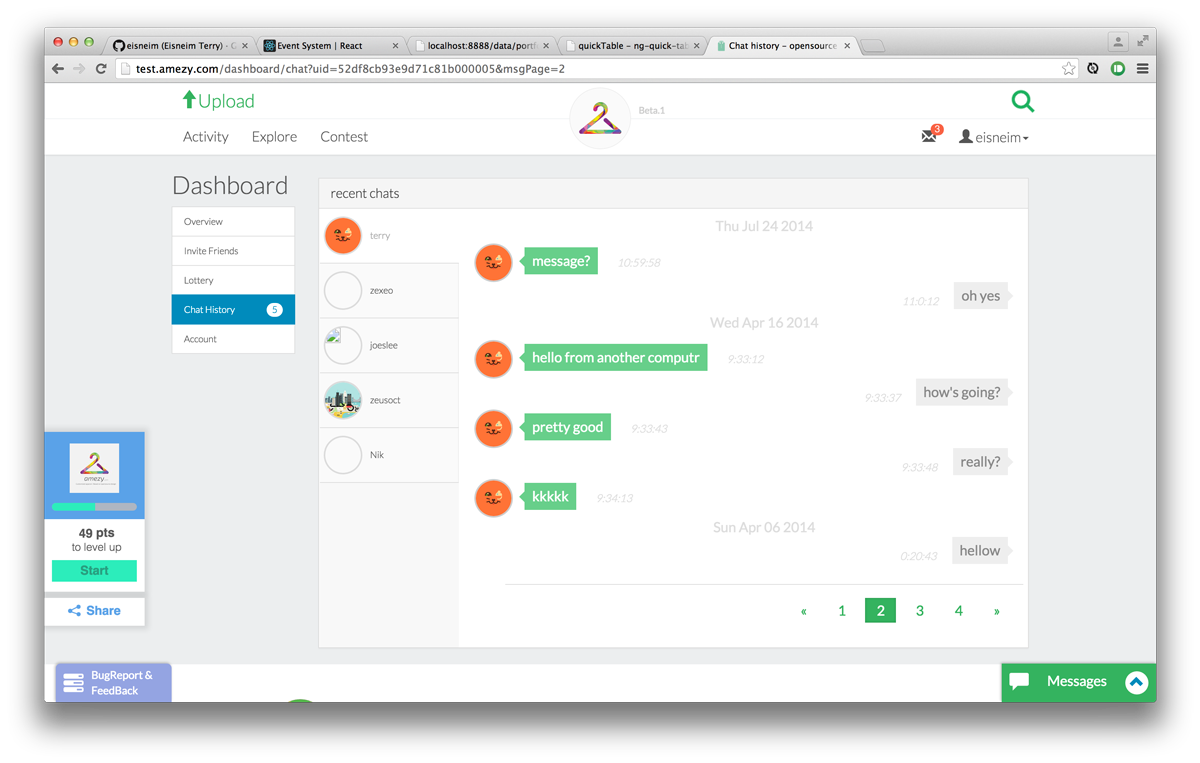 eisneim (Eisneim Terry) · G
Event System | React
localhost:8888/data/portf
quickTable – ng-quick-tab
Chat history – opensource
test.amezy.com/dashboard/chat?uid=52df8cb93e9d71c81b000005&msgPage=2
Upload
Beta.1
Activity Explore Contest
3
eisneim
Dashboard
Overview
Invite Friends
Lottery
Chat History 5
Account
recent chats
terry
zexeo
joeslee
zeusoct
Nik
Thu Jul 24 2014
message? 10:59:58
11:0:12 oh yes
Wed Apr 16 2014
hello from another computr 9:33:12
9:33:37 how's going?
pretty good 9:33:43
9:33:48 really?
kkkkk 9:34:13
Sun Apr 06 2014
0:20:43 hellow
« 1 2 3 4 »
amezy
49 pts
to level up
Start
Share
BugReport &
FeedBack
Messages